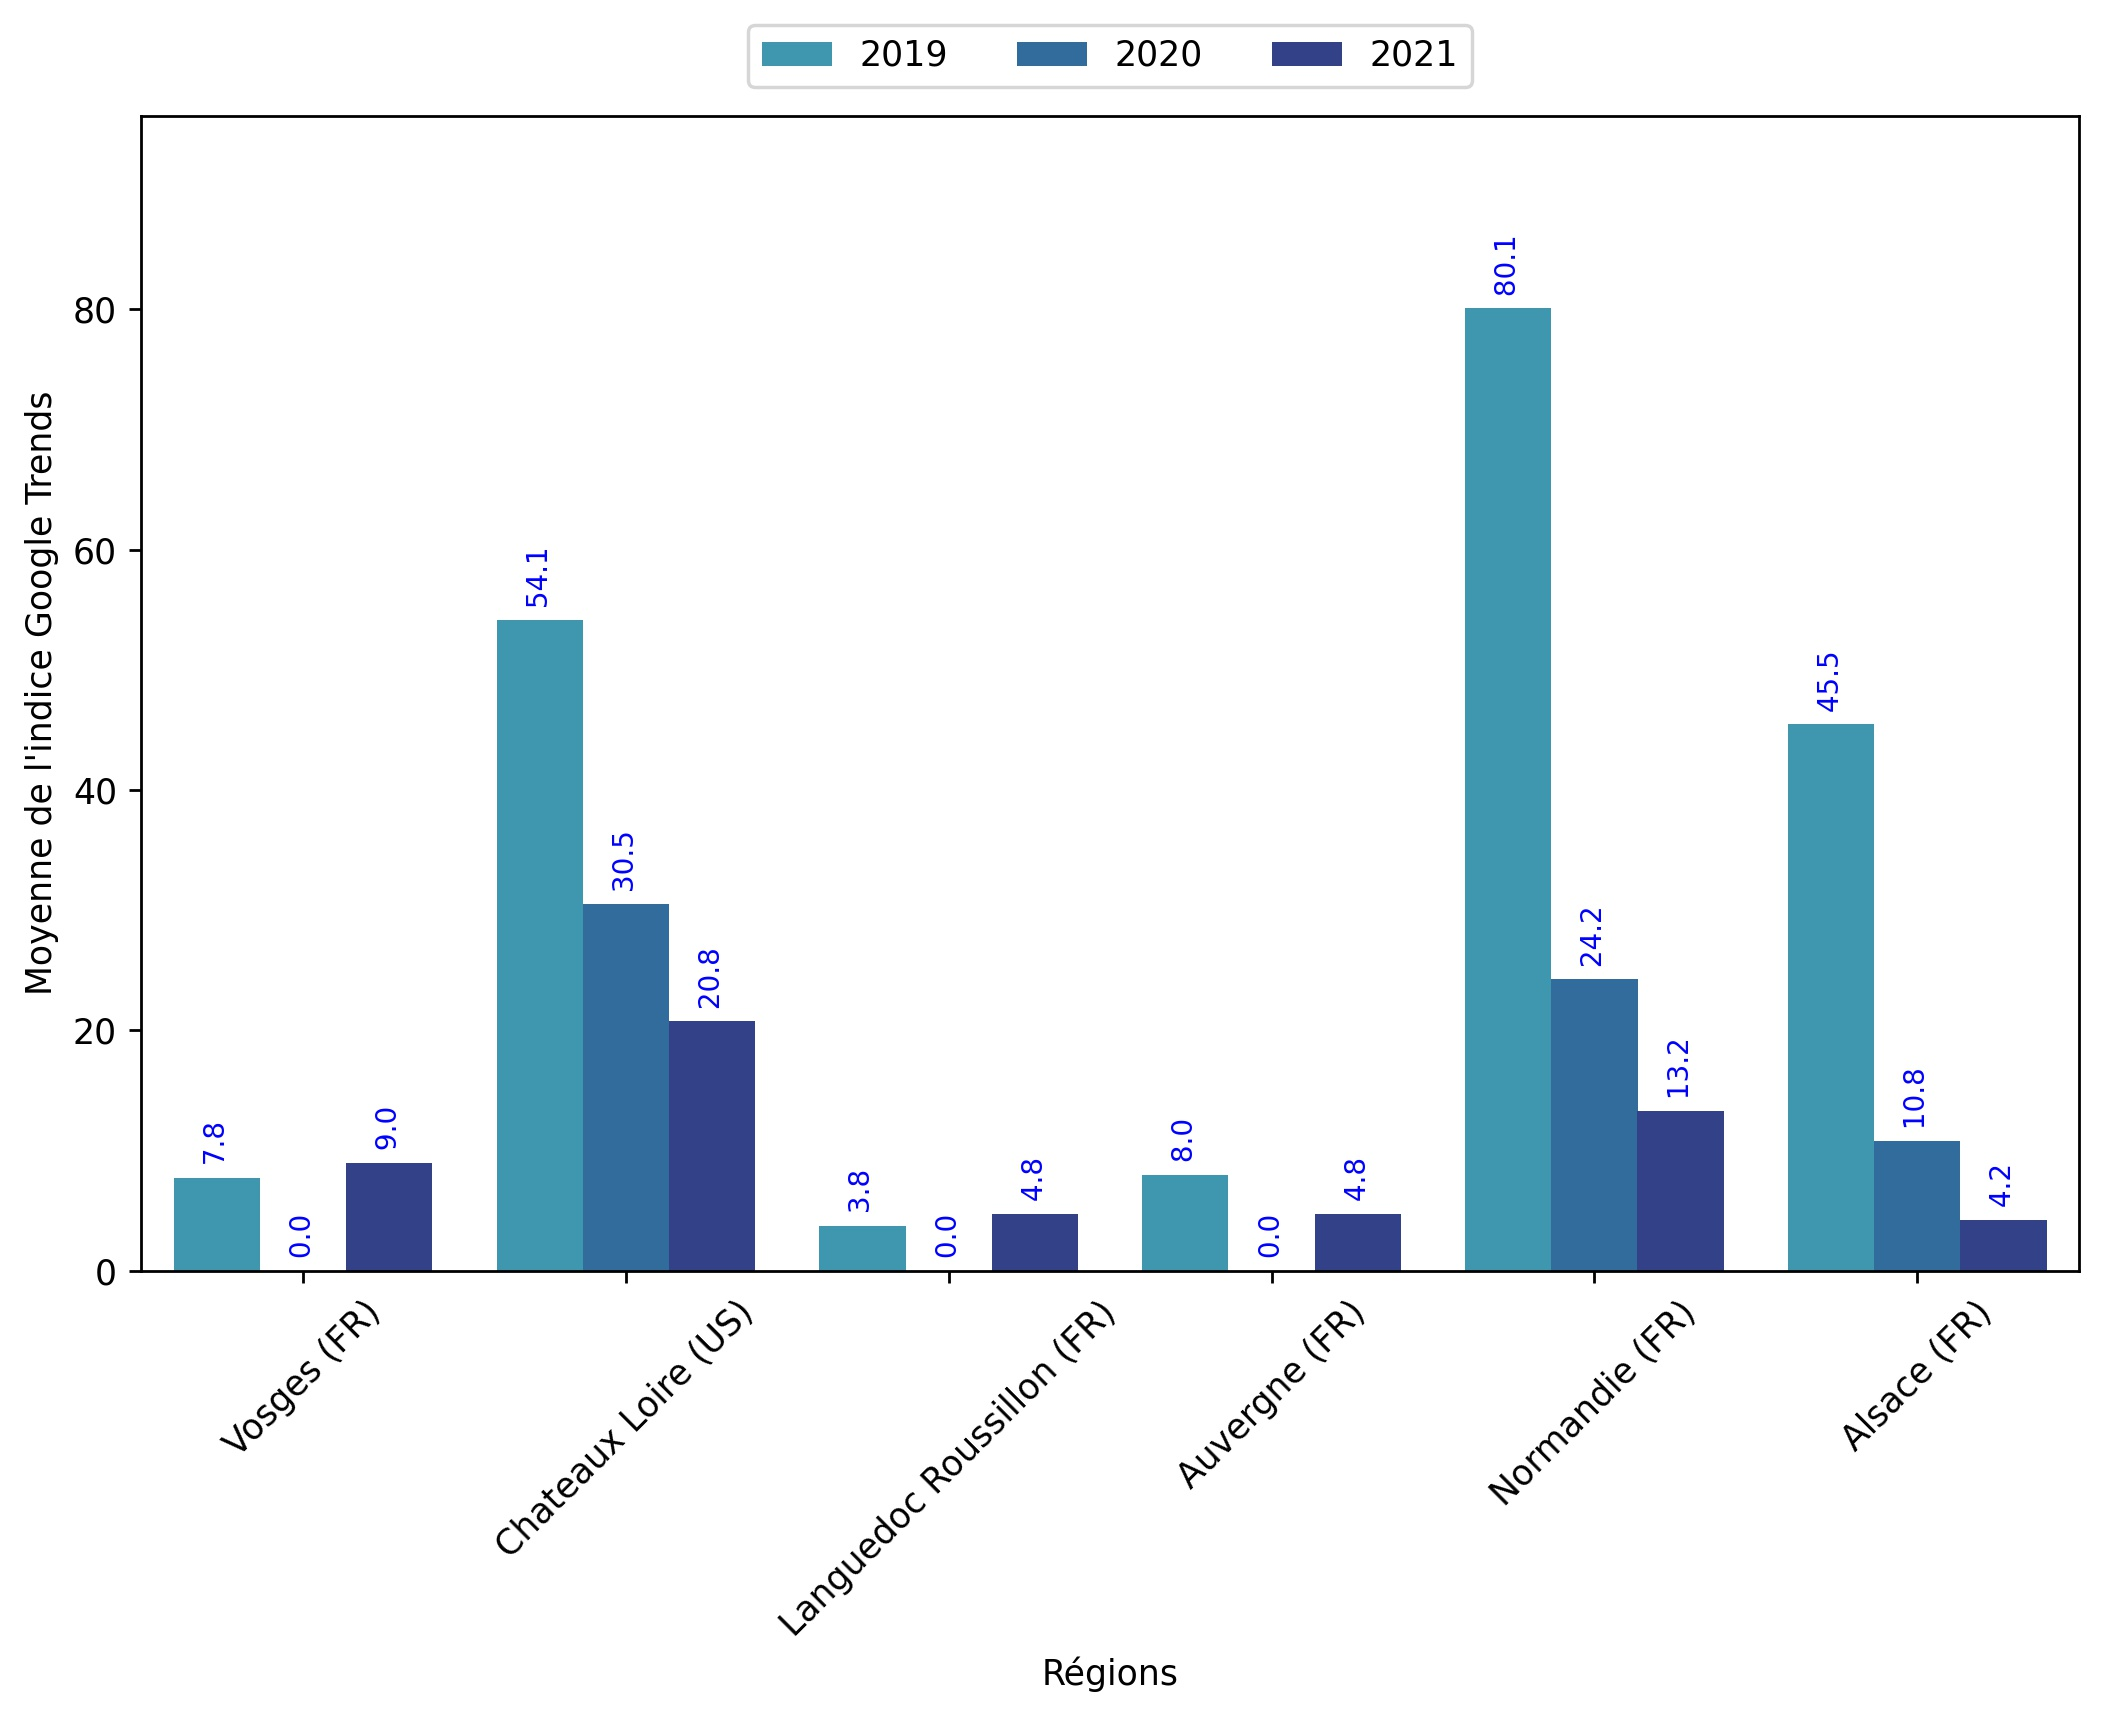 2019 2020 2021
Moyenne de l'indice Google Trends
80
60
40
20
0
7.8 0.0 9.0
54.1 30.5 20.8
3.8 0.0 4.8
8.0 0.0 4.8
80.1 24.2 13.2
45.5 10.8 4.2
Vosges (FR)
Chateaux Loire (US)
Languedoc Roussillon (FR)
Auvergne (FR)
Normandie (FR)
Alsace (FR)
Régions